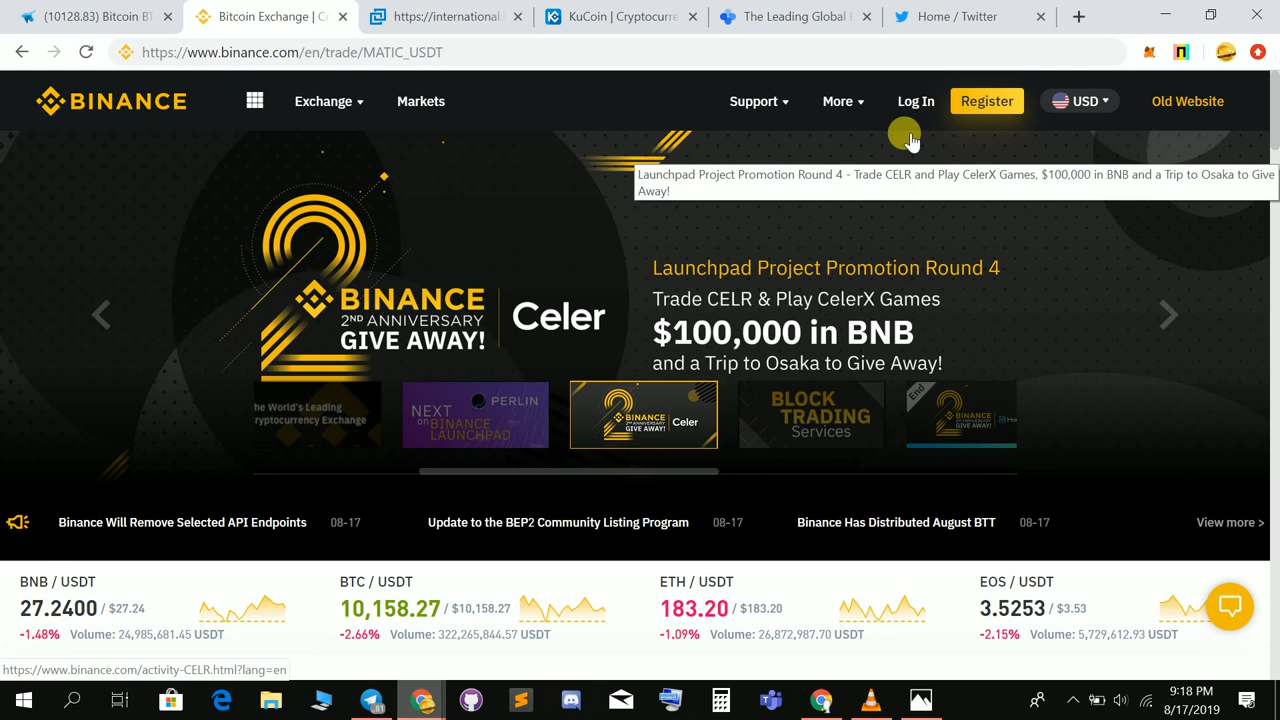 (10128.83) Bitcoin BT
Bitcoin Exchange | C
https://international.
KuCoin | Cryptocurre
The Leading Global
Home / Twitter
https://www.binance.com/en/trade/MATIC_USDT
BINANCE
Exchange
Markets
Support
More
Log In
Register
USD
Old Website
Launchpad Project Promotion Round 4 - Trade CELR and Play CelerX Games, $100,000 in BNB and a Trip to Osaka to Give
Away!
2
BINANCE
2ND ANNIVERSARY
GIVE AWAY!
Celer
Launchpad Project Promotion Round 4
Trade CELR & Play CelerX Games
$100,000 in BNB
and a Trip to Osaka to Give Away!
he World's Leading
ryptocurrency Exchange
NEXT
on
BINANCE
LAUNCHPAD
PERLIN
2
BINANCE
GIVE AWAY!
Celer
BLOCK
TRADING
Services
End
2
BINANCE
GIVE AWAY!
Binance Will Remove Selected API Endpoints 08-17
Update to the BEP2 Community Listing Program 08-17
Binance Has Distributed August BTT 08-17
View more >
BNB / USDT
27.2400 / $27.24
-1.48% Volume: 24,985,681.45 USDT
BTC / USDT
10,158.27 / $10,158.27
-2.66% Volume: 322,265,844.57 USDT
ETH / USDT
183.20 / $183.20
-1.09% Volume: 26,872,987.70 USDT
EOS / USDT
3.5253 / $3.53
-2.15% Volume: 5,729,612.93 USDT
https://www.binance.com/activity-CELR.html?lang=en
81
9:18 PM
8/17/2019